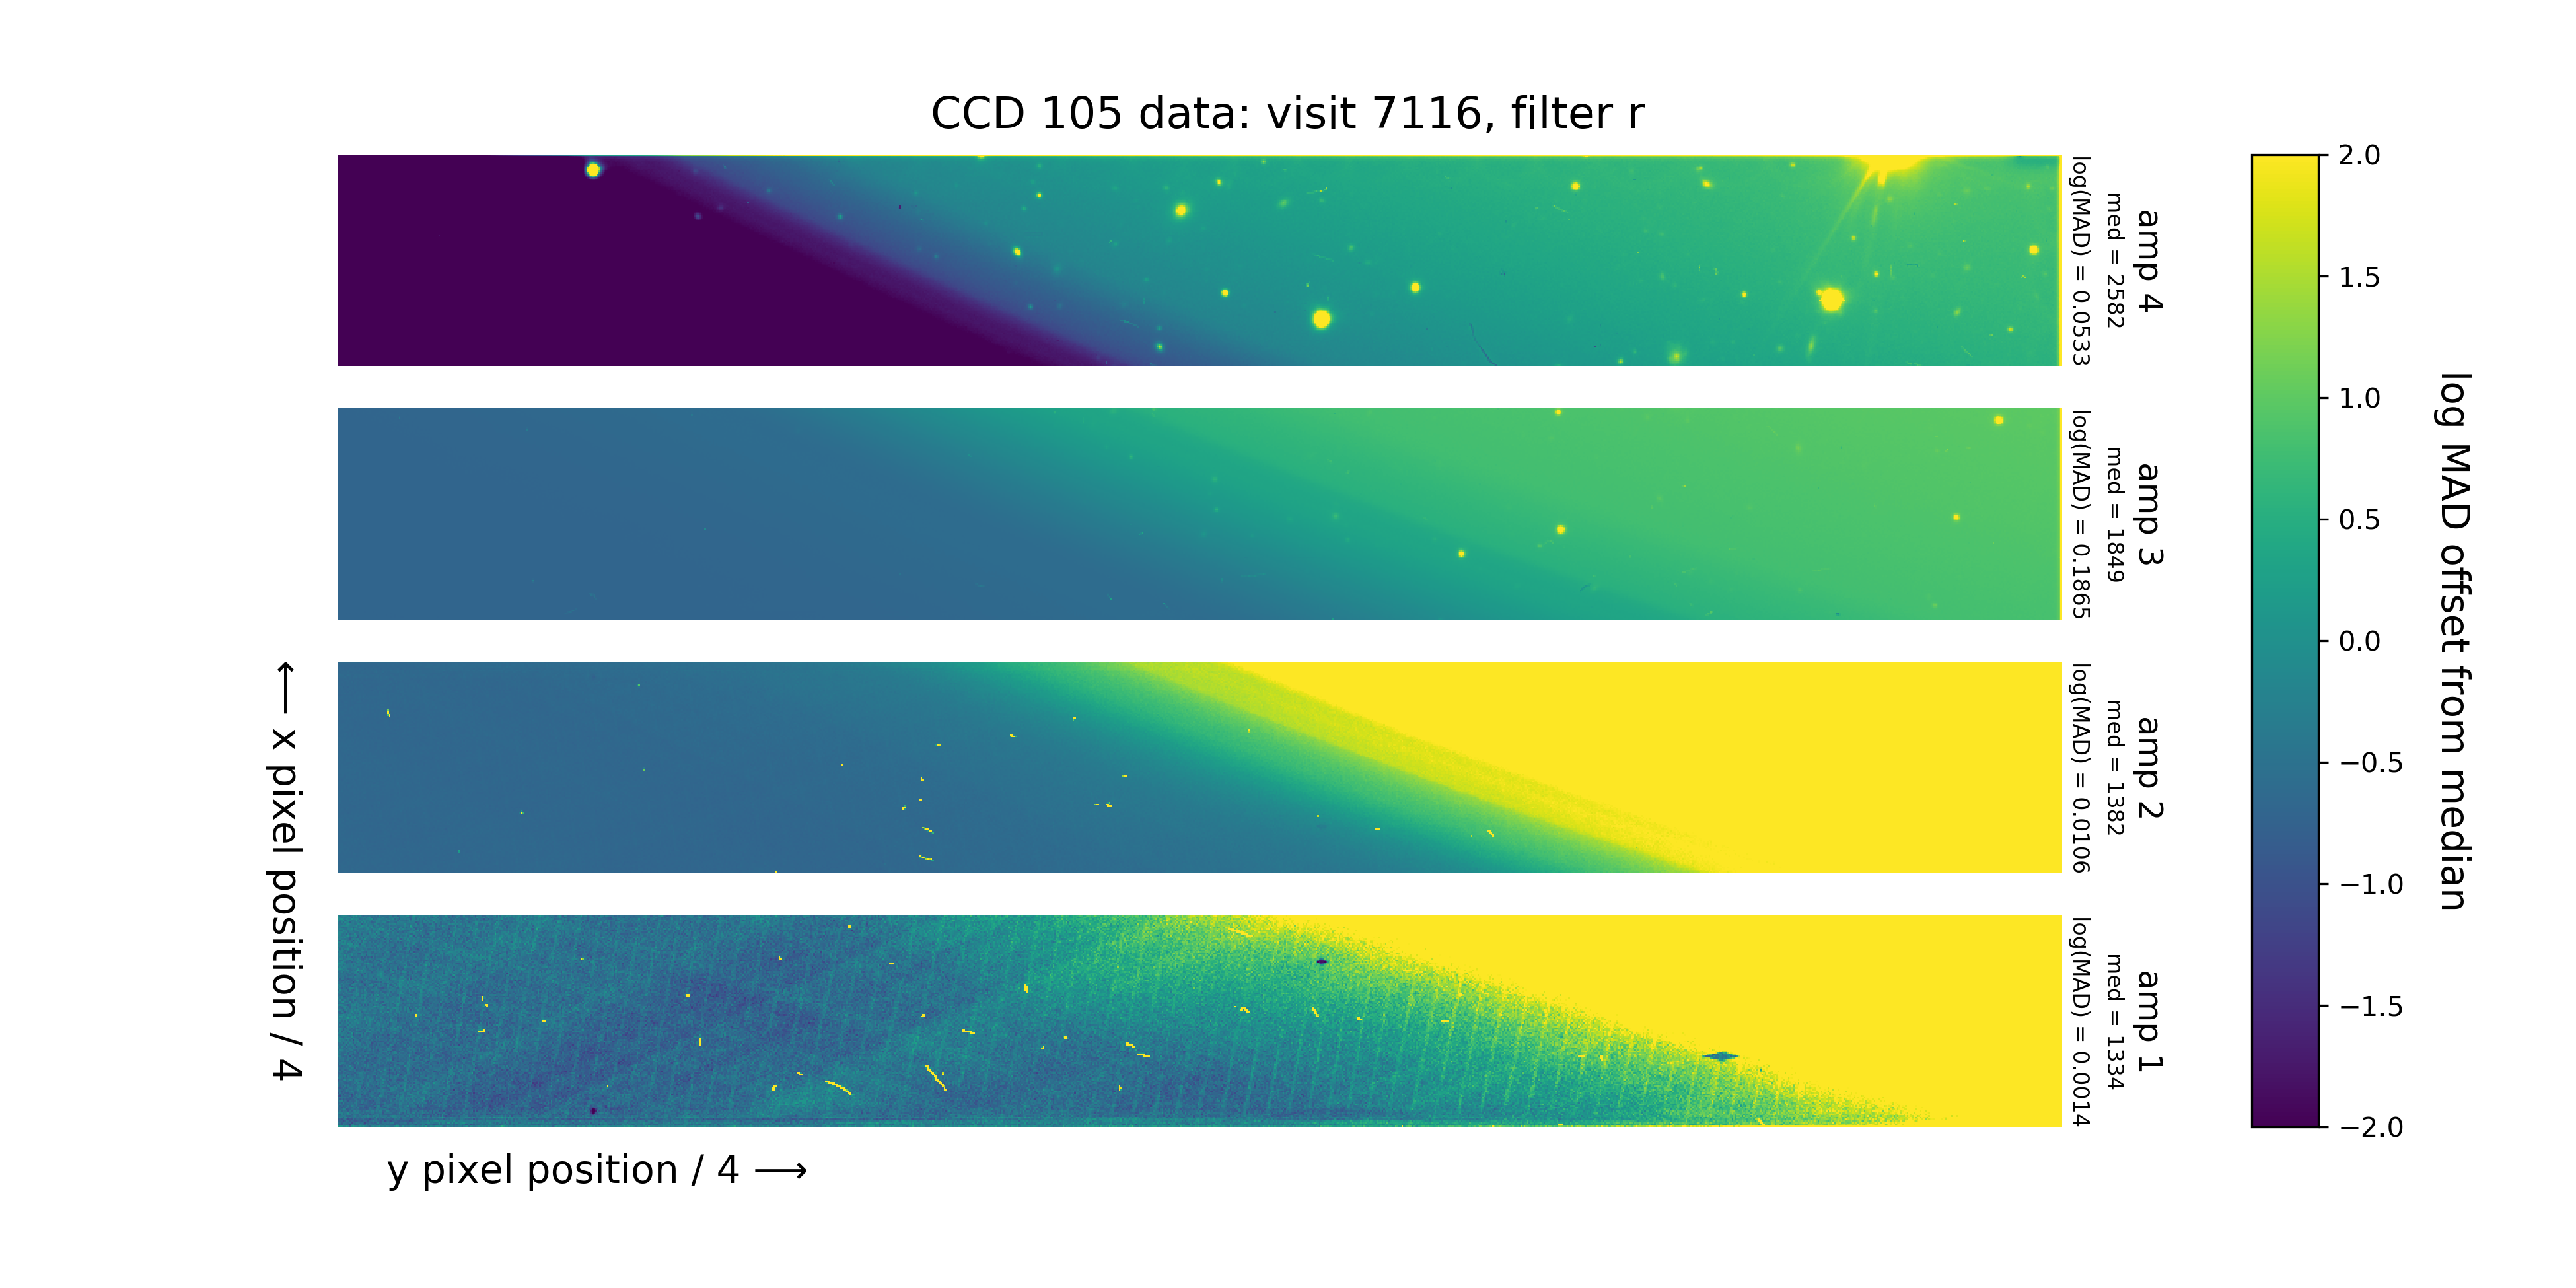 CCD 105 data: visit 7116, filter r
amp 4
med = 2582
log(MAD) = 0.0533
amp 3
med = 1849
log(MAD) = 0.1865
amp 2
med = 1382
log(MAD) = 0.0106
amp 1
med = 1334
log(MAD) = 0.0014
⟵ x pixel position / 4
y pixel position / 4 ⟶
2.0
1.5
1.0
0.5
0.0
−0.5
−1.0
−1.5
−2.0
log MAD offset from median